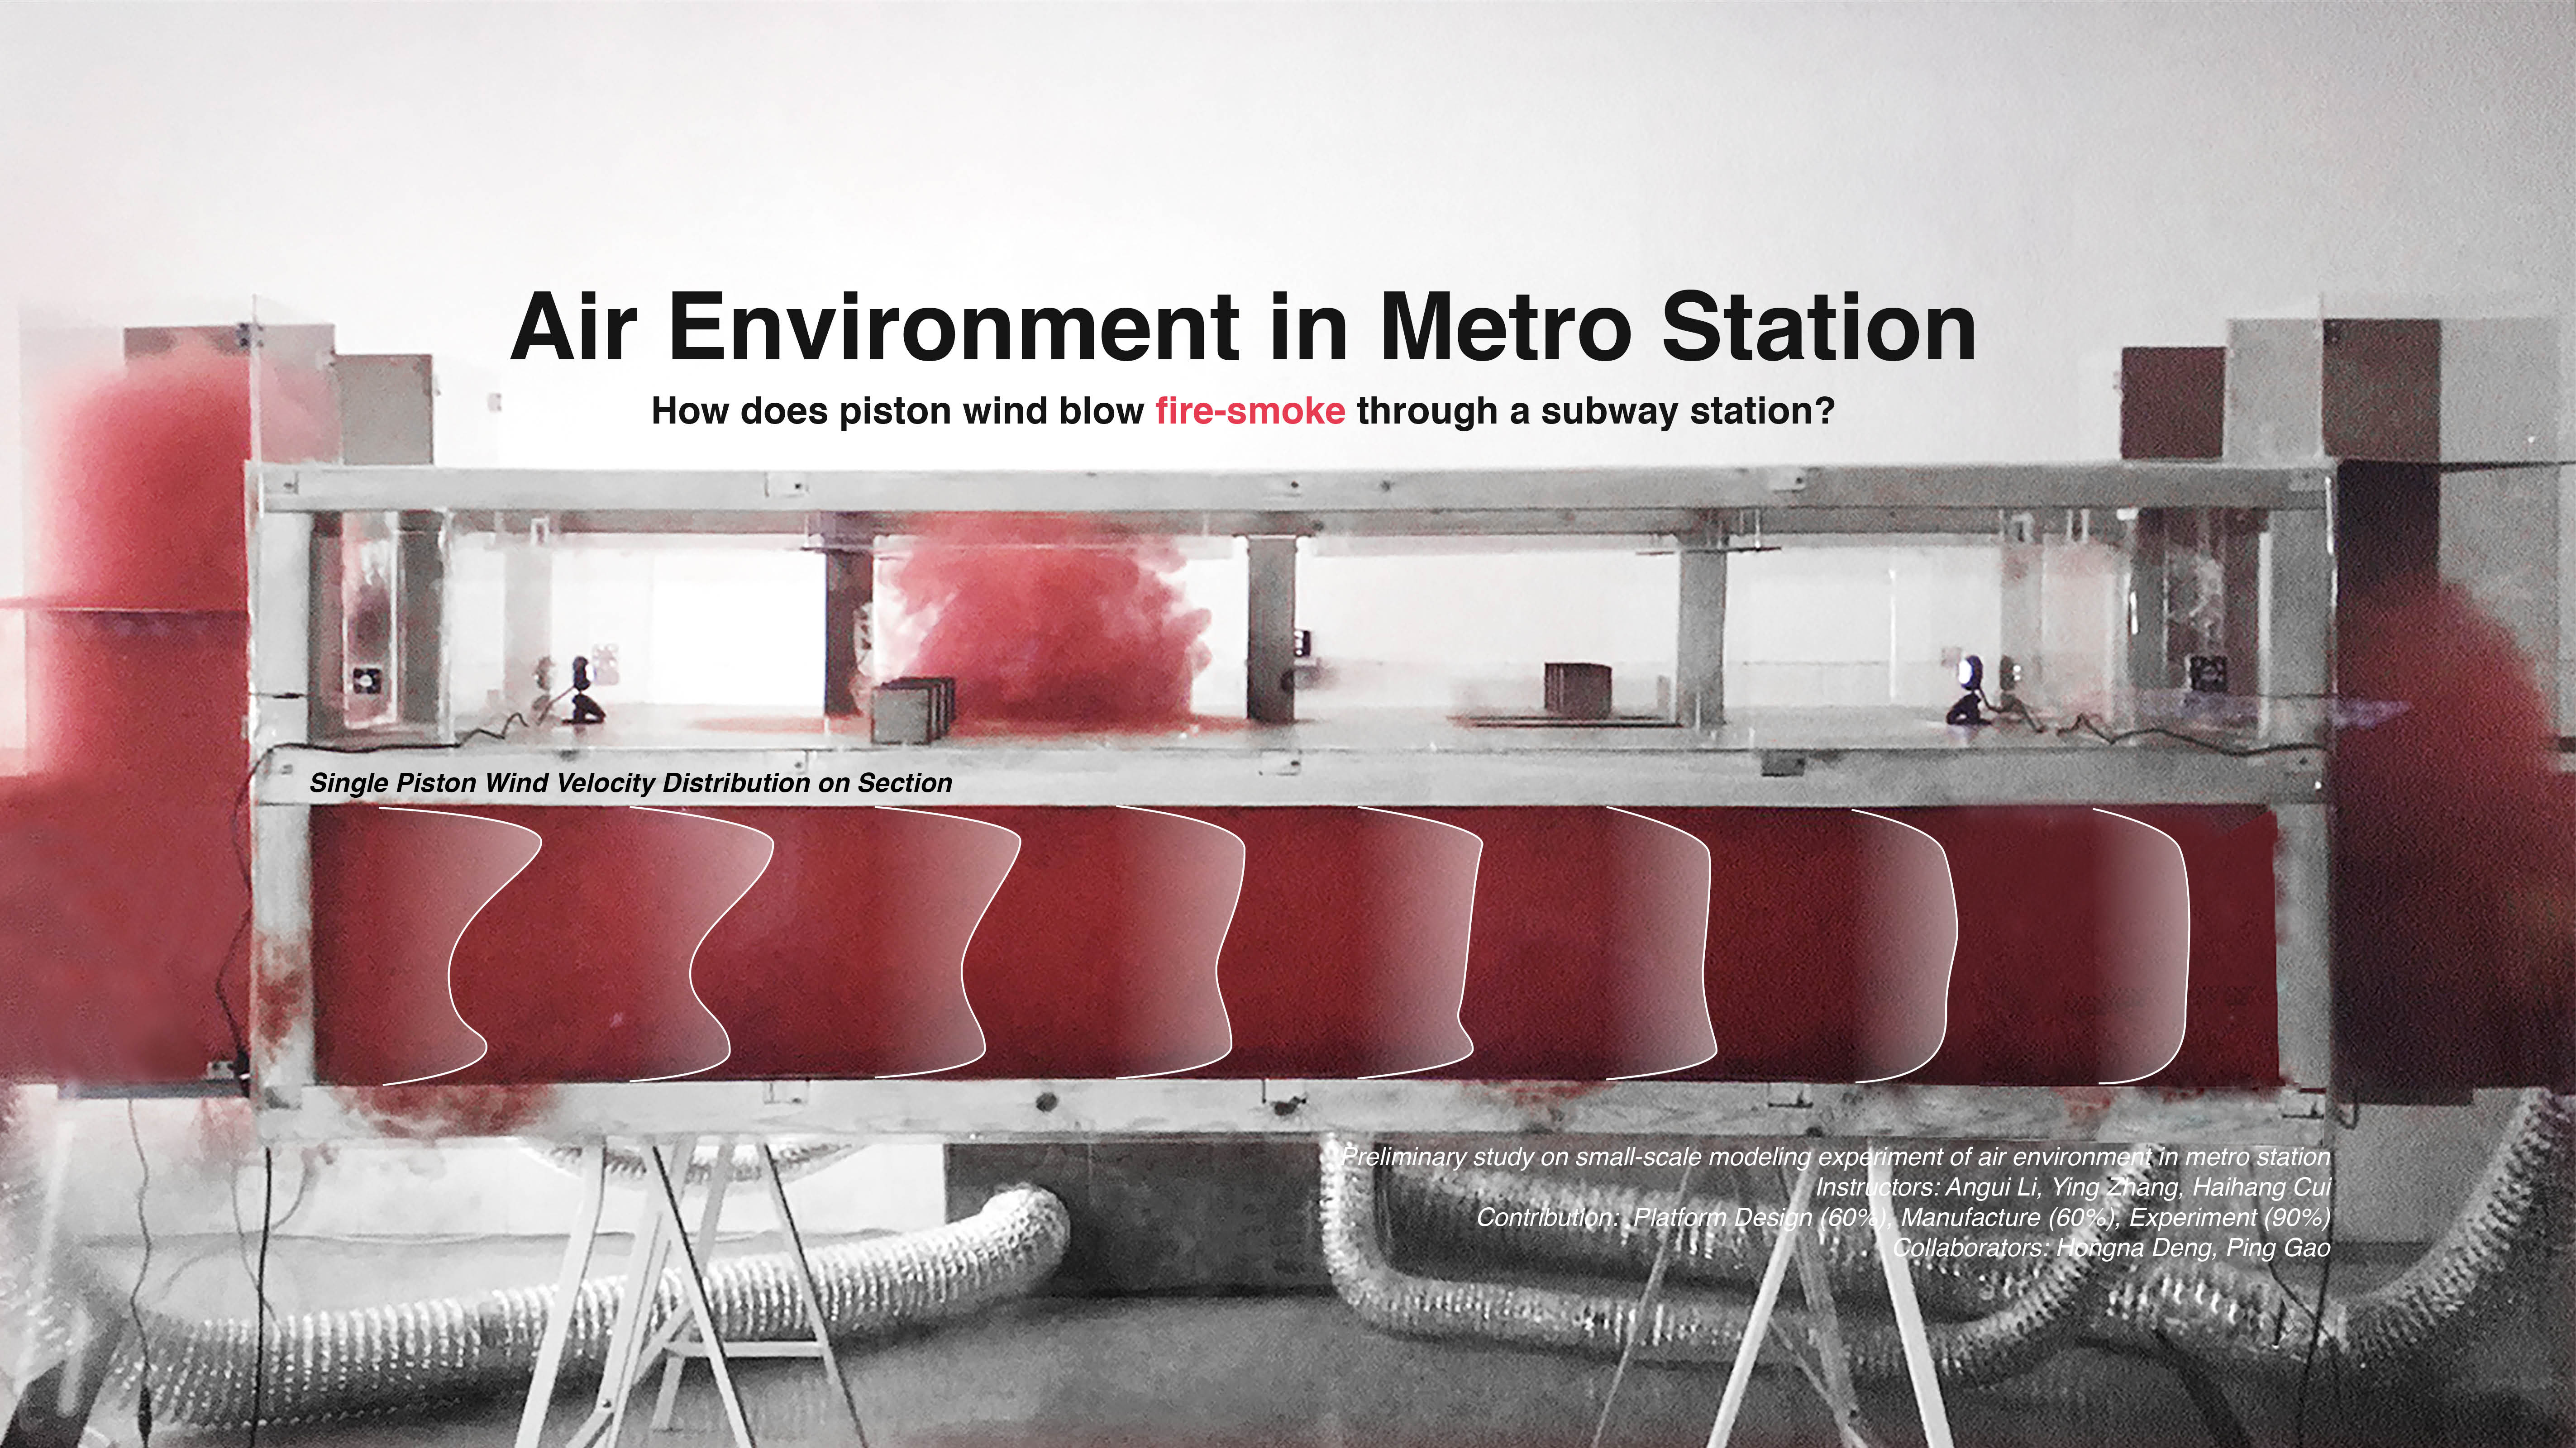 Air Environment in Metro Station
How does piston wind blow fire-smoke through a subway station?
Single Piston Wind Velocity Distribution on Section
Preliminary study on small-scale modeling experiment of air environment in metro station
Instructors: Angui Li, Ying Zhang, Haihang Cui
Contribution: Platform Design (60%), Manufacture (60%), Experiment (90%)
Collaborators: Hongna Deng, Ping Gao